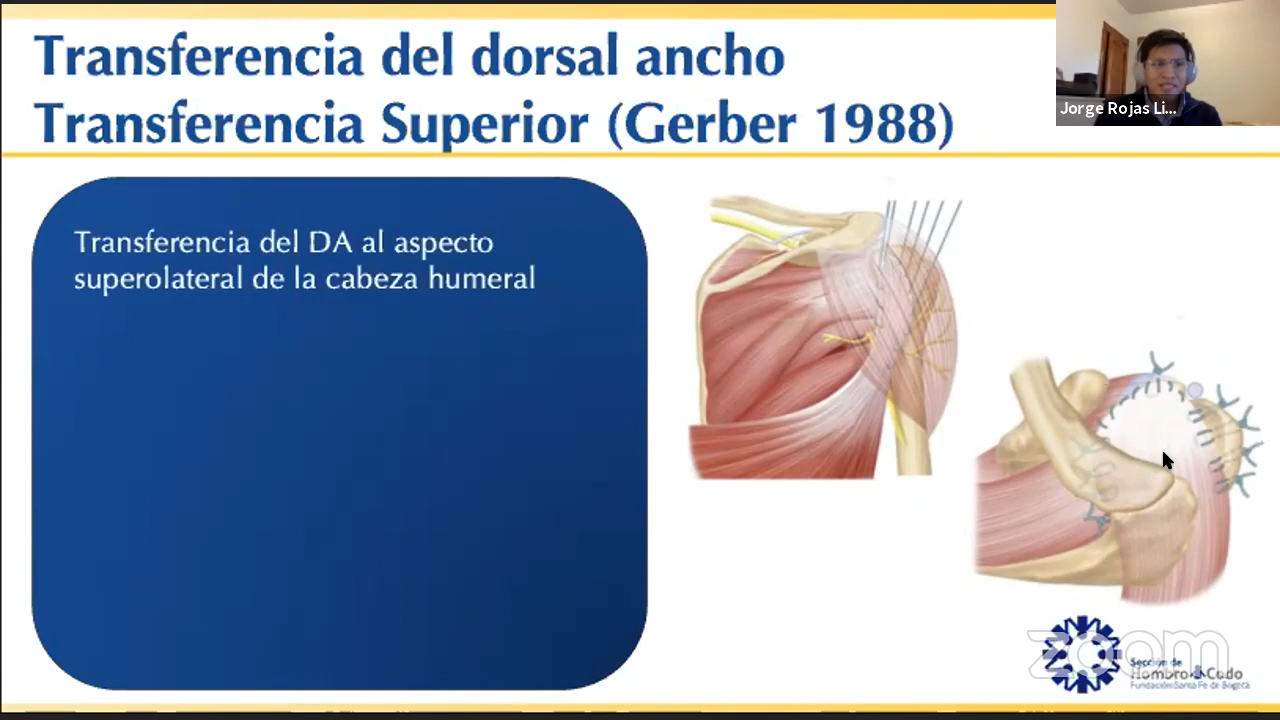 Transferencia del dorsal ancho
Transferencia Superior (Gerber 1988)
Jorge Rojas Li...
Transferencia del DA al aspecto
superolateral de la cabeza humeral
zoom
Sección de
Hombro & Codo
Fundación Santa Fe de Bogotá